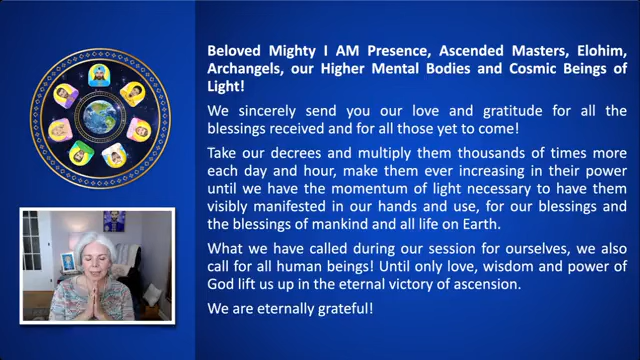 Beloved Mighty I AM Presence, Ascended Masters, Elohim,
Archangels, our Higher Mental Bodies and Cosmic Beings of
Light!
We sincerely send you our love and gratitude for all the
blessings received and for all those yet to come!
Take our decrees and multiply them thousands of times more
each day and hour, make them ever increasing in their power
until we have the momentum of light necessary to have them
visibly manifested in our hands and use, for our blessings and
the blessings of mankind and all life on Earth.
What we have called during our session for ourselves, we also
call for all human beings! Until only love, wisdom and power of
God lift us up in the eternal victory of ascension.
We are eternally grateful!